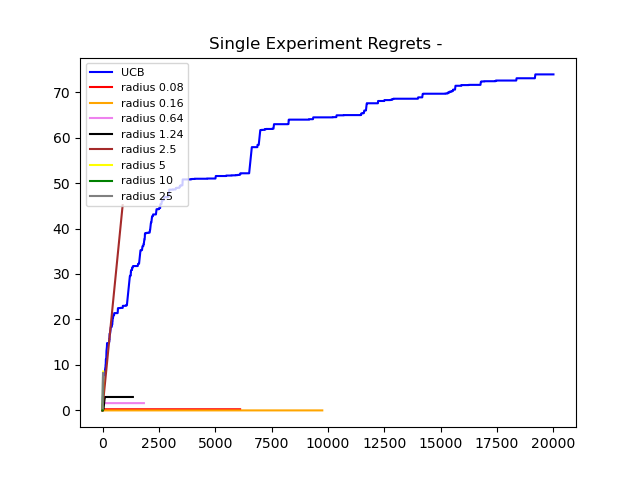 Single Experiment Regrets -
UCB
radius 0.08
radius 0.16
radius 0.64
radius 1.24
radius 2.5
radius 5
radius 10
radius 25
70
60
50
40
30
20
10
0
0 2500 5000 7500 10000 12500 15000 17500 20000